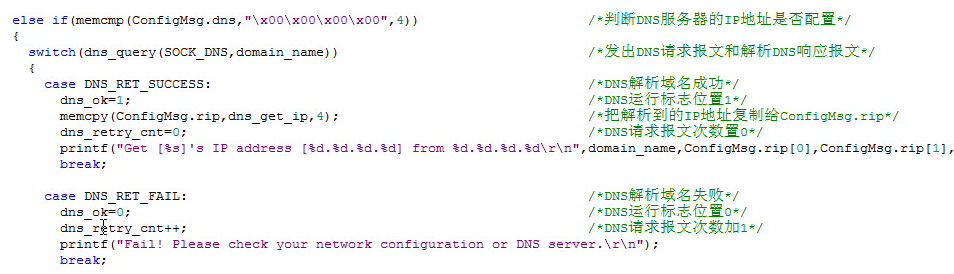 else if(memcmp(ConfigMsg.dns,"\x00\x00\x00\x00",4)) /*判断DNS服务器的IP地址是否配置*/
{
switch(dns_query(SOCK_DNS,domain_name)) /*发出DNS请求报文和解析DNS响应报文*/
{
case DNS_RET_SUCCESS: /*DNS解析域名成功*/
dns_ok=1; /*DNS运行标志位置1*/
memcpy(ConfigMsg.rip,dns_get_ip,4); /*把解析到的IP地址复制给ConfigMsg.rip*/
dns_retry_cnt=0; /*DNS请求报文次数置0*/
printf("Get [%s]'s IP address [%d.%d.%d.%d] from %d.%d.%d.%d\r\n",domain_name,ConfigMsg.rip[0],ConfigMsg.rip[1],
break;
case DNS_RET_FAIL: /*DNS解析域名失败*/
dns_ok=0; /*DNS运行标志位置0*/
dns_retry_cnt++; /*DNS请求报文次数加1*/
printf("Fail! Please check your network configuration or DNS server.\r\n");
break;